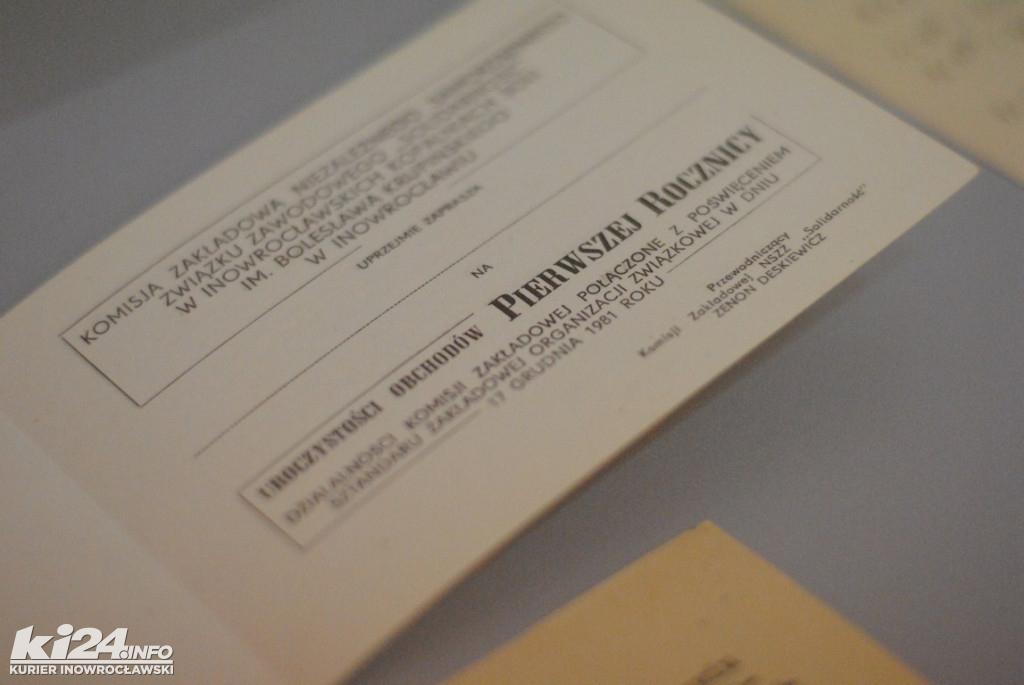 KOMISJA ZAKŁADOWA NIEZALEŻNEGO SAMORZĄDNEGO
ZWIĄZKU ZAWODOWEGO „SOLIDARNOŚĆ” PRZY
W INOWROCŁAWSKICH KOPALNIACH SOLI
IM. BOLESŁAWA KRUPIŃSKIEGO
W INOWROCŁAWIU
UPRZEJMIE ZAPRASZA
NA
UROCZYSTOŚCI OBCHODÓW PIERWSZEJ ROCZNICY
DZIAŁALNOŚCI KOMISJI ZAKŁADOWEJ POŁĄCZONE Z POŚWIĘCENIEM
SZTANDARU ZAKŁADOWEJ ORGANIZACJI ZWIĄZKOWEJ W DNIU
17 GRUDNIA 1981 ROKU
Przewodniczący
Komisji Zakładowej NSZZ „Solidarność”
ZENON DESKIEWICZ
ki24.INFO
KURIER INOWROCŁAWSKI